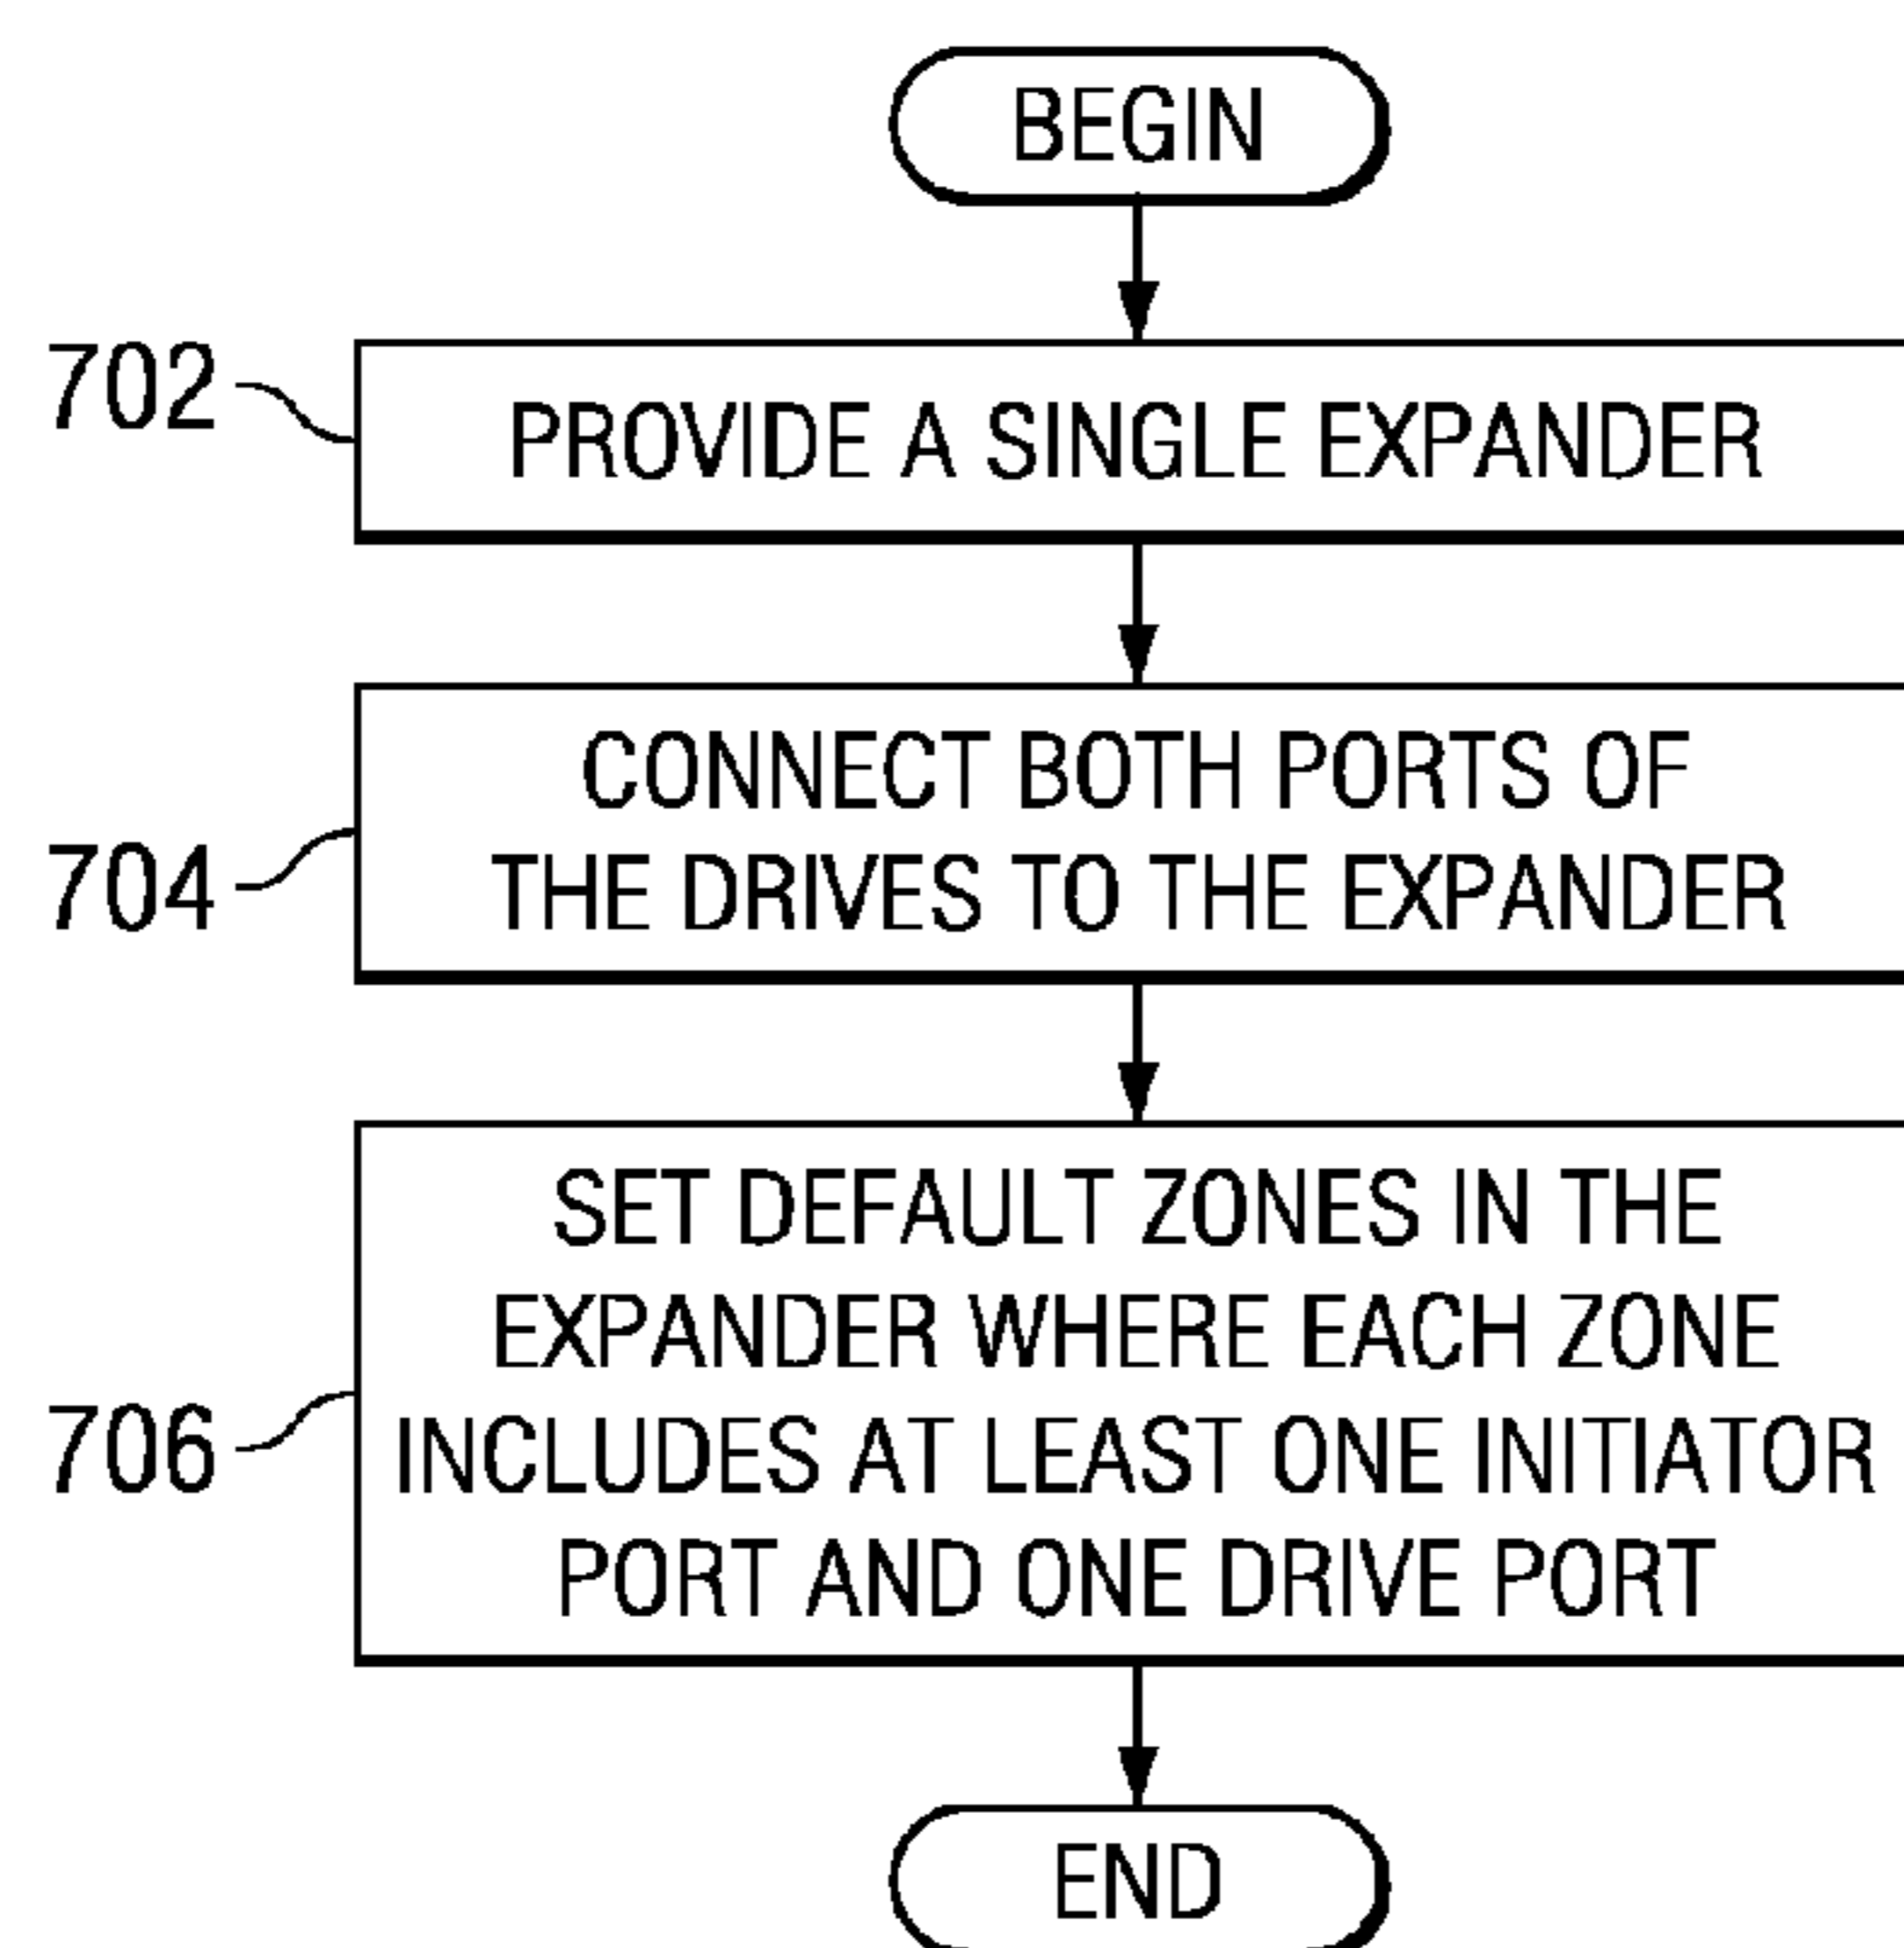 BEGIN
702
PROVIDE A SINGLE EXPANDER
704
CONNECT BOTH PORTS OF
THE DRIVES TO THE EXPANDER
706
SET DEFAULT ZONES IN THE
EXPANDER WHERE EACH ZONE
INCLUDES AT LEAST ONE INITIATOR
PORT AND ONE DRIVE PORT
END